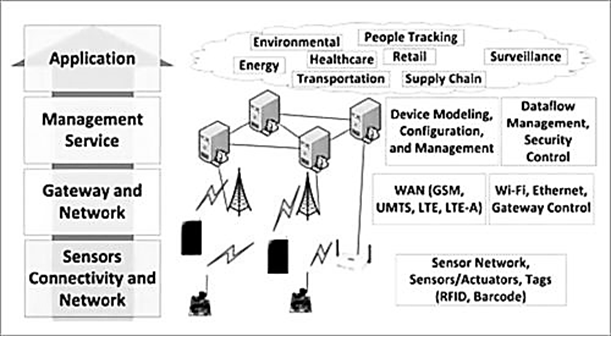 Application
Environmental
People Tracking
Energy
Healthcare
Retail
Surveillance
Transportation
Supply Chain
Management
Service
Device Modeling,
Configuration,
and Management
Dataflow
Management,
Security
Control
Gateway and
Network
WAN (GSM,
UMTS, LTE, LTE-A)
Wi-Fi, Ethernet,
Gateway Control
Sensors
Connectivity and
Network
Sensor Network,
Sensors/Actuators, Tags
(RFID, Barcode)